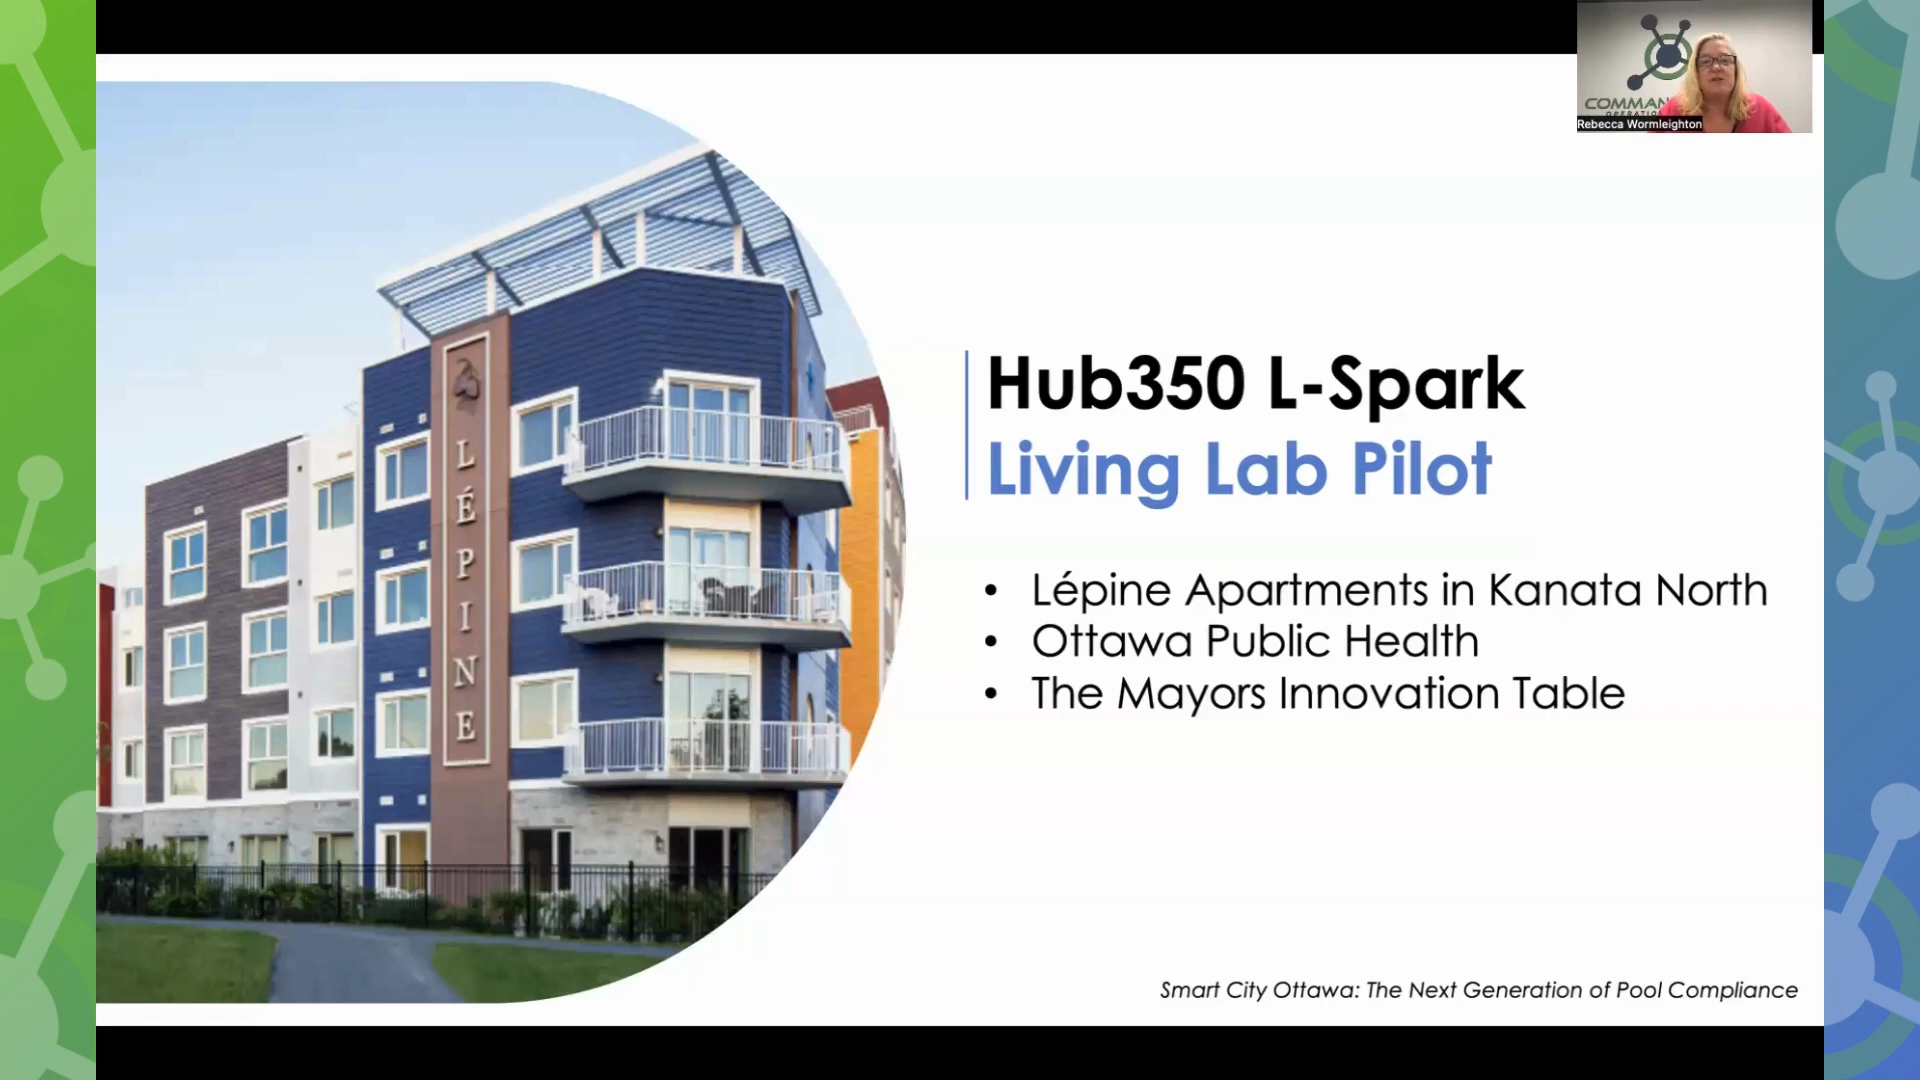 COMMAN
Rebecca Wormleighton
LÉPINE
Hub350 L-Spark
Living Lab Pilot
• Lépine Apartments in Kanata North
• Ottawa Public Health
• The Mayors Innovation Table
Smart City Ottawa: The Next Generation of Pool Compliance